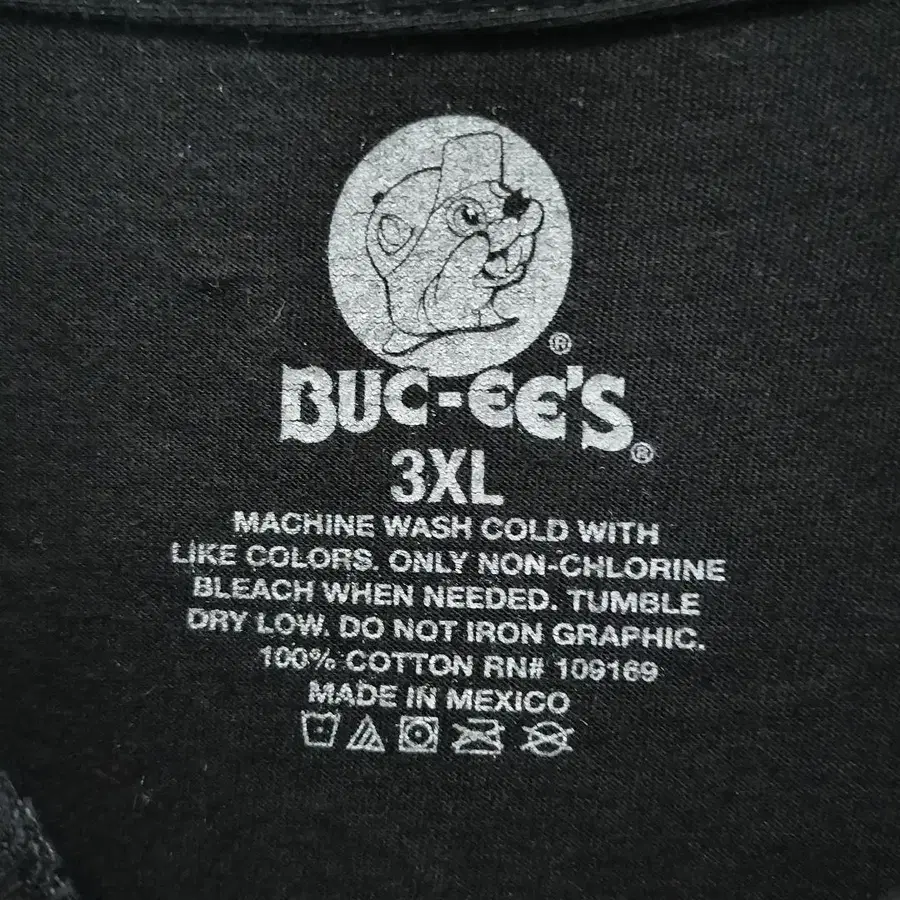 ®
BUC-EE'S®
3XL
MACHINE WASH COLD WITH
LIKE COLORS. ONLY NON-CHLORINE
BLEACH WHEN NEEDED. TUMBLE
DRY LOW. DO NOT IRON GRAPHIC.
100% COTTON RN# 109169
MADE IN MEXICO